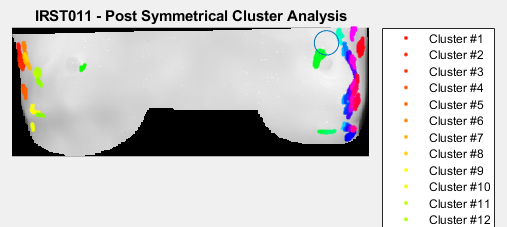 IRST011 - Post Symmetrical Cluster Analysis
Cluster #1
Cluster #2
Cluster #3
Cluster #4
Cluster #5
Cluster #6
Cluster #7
Cluster #8
Cluster #9
Cluster #10
Cluster #11
Cluster #12